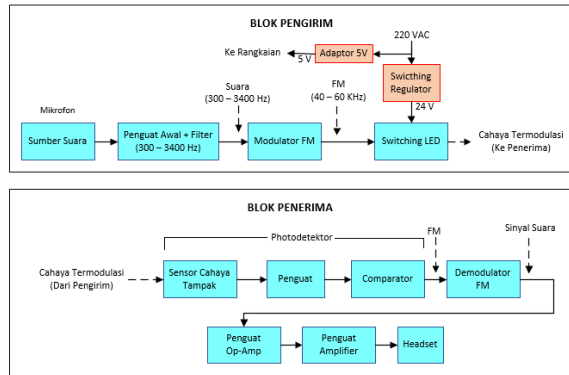 BLOK PENGIRIM
220 VAC
Ke Rangkaian
5 V
Adaptor 5V
Swicthing
Regulator
24 V
Suara
(300 – 3400 Hz)
FM
(40 – 60 KHz)
Mikrofon
Sumber Suara
Penguat Awal + Filter
(300 – 3400 Hz)
Modulator FM
Switching LED
Cahaya Termodulasi
(Ke Penerima)
BLOK PENERIMA
Photodetektor
FM
Sinyal Suara
Cahaya Termodulasi
(Dari Pengirim)
Sensor Cahaya
Tampak
Penguat
Comparator
Demodulator
FM
Penguat
Op-Amp
Penguat
Amplifier
Headset